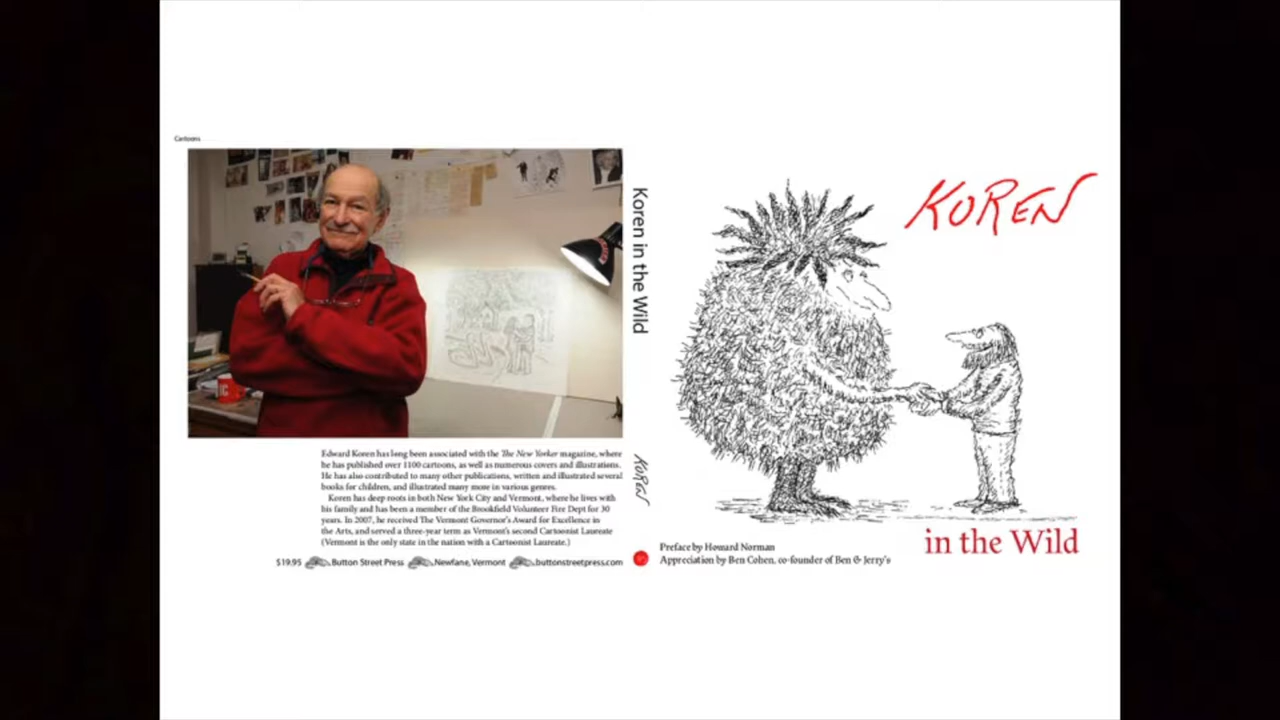 Cartoons
Edward Koren has long been associated with the The New Yorker magazine, where
he has published over 1100 cartoons, as well as numerous covers and illustrations.
He has also contributed to many other publications, written and illustrated several
books for children, and illustrated many more in various genres.
Koren has deep roots in both New York City and Vermont, where he lives with
his family and has been a member of the Brookfield Volunteer Fire Dept for 30
years. In 2007, he received The Vermont Governor's Award for Excellence in
the Arts, and served a three-year term as Vermont's second Cartoonist Laureate
(Vermont is the only state in the nation with a Cartoonist Laureate.)
$19.95 Button Street Press Newfane, Vermont buttonstreetpress.com
Koren in the Wild
KOREN
KOREN
in the Wild
Preface by Howard Norman
Appreciation by Ben Cohen, co-founder of Ben & Jerry's